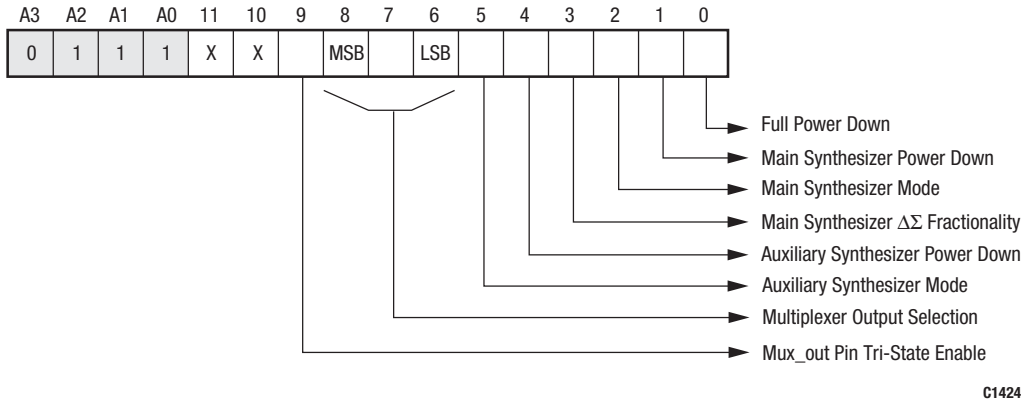 A3 A2 A1 A0 11 10 9 8 7 6 5 4 3 2 1 0
0 1 1 1 X X MSB LSB
Full Power Down
Main Synthesizer Power Down
Main Synthesizer Mode
Main Synthesizer ΔΣ Fractionality
Auxiliary Synthesizer Power Down
Auxiliary Synthesizer Mode
Multiplexer Output Selection
Mux_out Pin Tri-State Enable
C1424